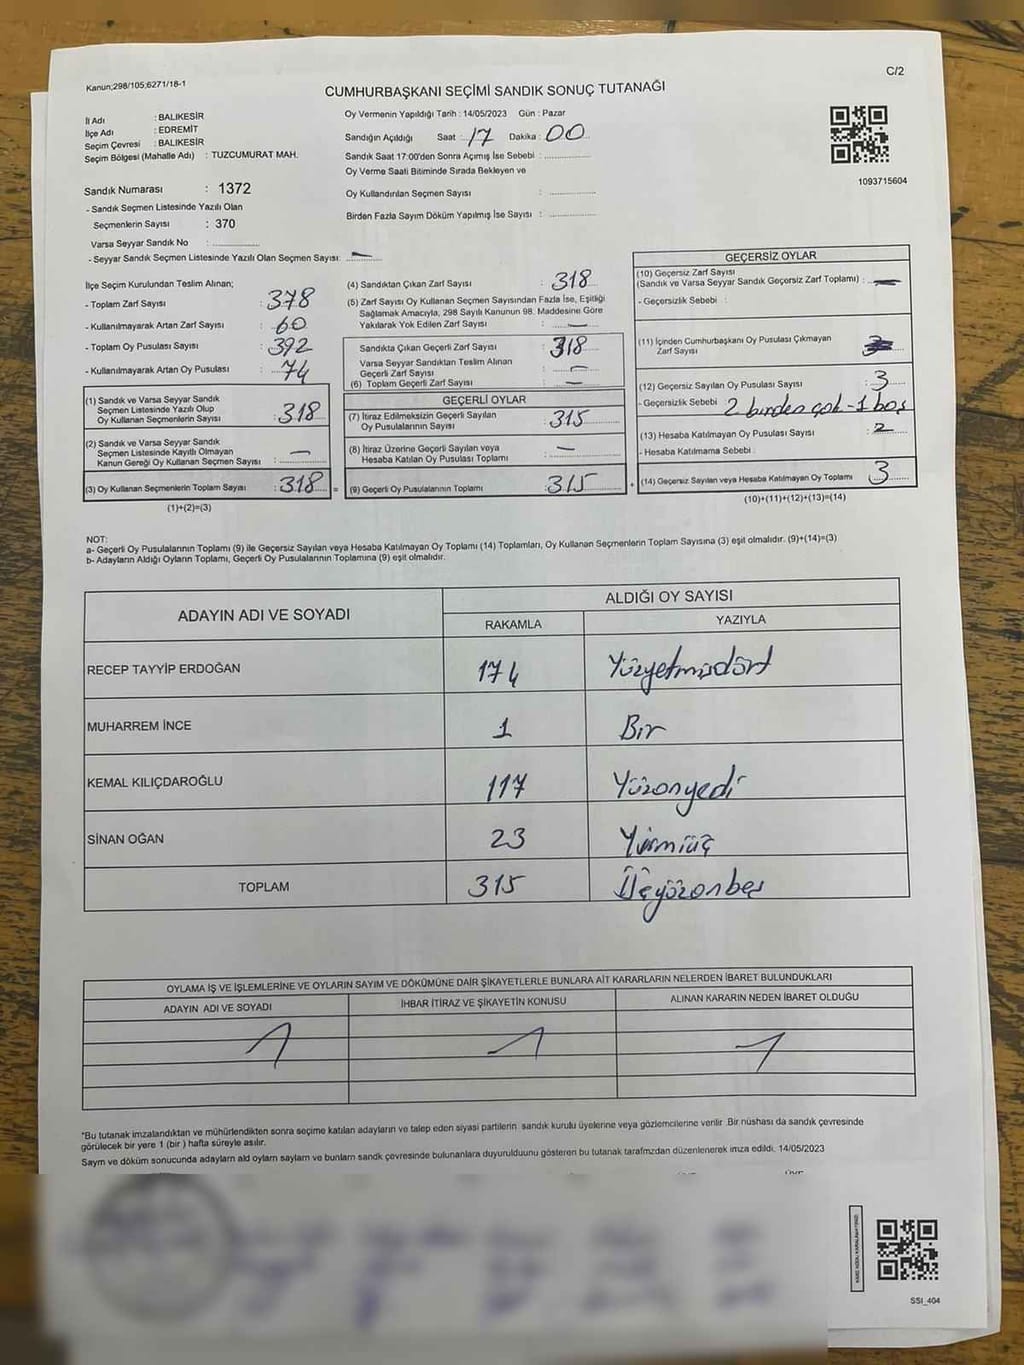 Kanun;298/105;6271/18-1
C/2
CUMHURBAŞKANI SEÇİMİ SANDIK SONUÇ TUTANAĞI
İl Adı : BALIKESİR
İlçe Adı : EDREMİT
Seçim Çevresi : BALIKESİR
Seçim Bölgesi (Mahalle Adı) : TUZCUMURAT MAH.
Sandık Numarası : 1372
- Sandık Seçmen Listesinde Yazılı Olan
Seçmenlerin Sayısı : 370
Varsa Seyyar Sandık No :
- Seyyar Sandık Seçmen Listesinde Yazılı Olan Seçmen Sayısı: —
Oy Vermenin Yapıldığı Tarih : 14/05/2023 Gün : Pazar
Sandığın Açıldığı Saat : 17 Dakika : 00
Sandık Saat 17:00'den Sonra Açımış İse Sebebi :
Oy Verme Saati Bitiminde Sırada Bekleyen ve
Oy Kullandırılan Seçmen Sayısı :
Birden Fazla Sayım Döküm Yapılmış İse Sayısı :
1093715604
İlçe Seçim Kurulundan Teslim Alınan;
- Toplam Zarf Sayısı : 378
- Kullanılmayarak Artan Zarf Sayısı : 60
- Toplam Oy Pusulası Sayısı : 392
- Kullanılmayarak Artan Oy Pusulası : 74
(1) Sandık ve Varsa Seyyar Sandık
Seçmen Listesinde Yazılı Olup
Oy Kullanan Seçmenlerin Sayısı : 318
(2) Sandık ve Varsa Seyyar Sandık
Seçmen Listesinde Kayıtlı Olmayan
Kanun Gereği Oy Kullanan Seçmen Sayısı : —
(3) Oy Kullanan Seçmenlerin Toplam Sayısı : 318 =
(1)+(2)=(3)
(4) Sandıktan Çıkan Zarf Sayısı : 318
(5) Zarf Sayısı Oy Kullanan Seçmen Sayısından Fazla İse, Eşitliği
Sağlamak Amacıyla, 298 Sayılı Kanunun 98. Maddesine Göre
Yakılarak Yok Edilen Zarf Sayısı : —
Sandıkta Çıkan Geçerli Zarf Sayısı : 318
Varsa Seyyar Sandıktan Teslim Alınan
Geçerli Zarf Sayısı : —
(6) Toplam Geçerli Zarf Sayısı : —
GEÇERLİ OYLAR
(7) İtiraz Edilmeksizin Geçerli Sayılan
Oy Pusulalarının Sayısı : 315
(8) İtiraz Üzerine Geçerli Sayılan veya
Hesaba Katılan Oy Pusulası Toplamı : —
(9) Geçerli Oy Pusulalarının Toplamı : 315 +
GEÇERSİZ OYLAR
(10) Geçersiz Zarf Sayısı
(Sandık ve Varsa Seyyar Sandık Geçersiz Zarf Toplamı) : —
- Geçersizlik Sebebi :
(11) İçinden Cumhurbaşkanı Oy Pusulası Çıkmayan
Zarf Sayısı :
(12) Geçersiz Sayılan Oy Pusulası Sayısı : 3
- Geçersizlik Sebebi : 2 birden çok - 1 boş
(13) Hesaba Katılmayan Oy Pusulası Sayısı : 2
- Hesaba Katılmama Sebebi :
(14) Geçersiz Sayılan veya Hesaba Katılmayan Oy Toplamı : 3
(10)+(11)+(12)+(13)=(14)
NOT:
a- Geçerli Oy Pusulalarının Toplamı (9) ile Geçersiz Sayılan veya Hesaba Katılmayan Oy Toplamı (14) Toplamları, Oy Kullanan Seçmenlerin Toplam Sayısına (3) eşit olmalıdır. (9)+(14)=(3)
b- Adayların Aldığı Oyların Toplamı, Geçerli Oy Pusulalarının Toplamına (9) eşit olmalıdır.
ADAYIN ADI VE SOYADI
ALDIĞI OY SAYISI
RAKAMLA YAZIYLA
RECEP TAYYİP ERDOĞAN 174 Yüzyetmişdört
MUHARREM İNCE 1 Bir
KEMAL KILIÇDAROĞLU 117 Yüzonyedi
SİNAN OĞAN 23 Yirmiüç
TOPLAM 315 Üçyüzonbeş
OYLAMA İŞ VE İŞLEMLERİNE VE OYLARIN SAYIM VE DÖKÜMÜNE DAİR ŞİKAYETLERLE BUNLARA AİT KARARLARIN NELERDEN İBARET BULUNDUKLARI
ADAYIN ADI VE SOYADI İHBAR İTİRAZ VE ŞİKAYETİN KONUSU ALINAN KARARIN NEDEN İBARET OLDUĞU
*Bu tutanak imzalandıktan ve mühürlendikten sonra seçime katılan adayların ve talep eden siyasi partilerin sandık kurulu üyelerine veya gözlemcilerine verilir .Bir nüshası da sandık çevresinde
görülecek bir yere 1 (bir ) hafta süreyle asılır.
Sayım ve döküm sonucunda adayların aldı oyların sayların ve bunların sandk çevresinde bulunanlara duyurulduunu gösteren bu tutanak tarafmzdan düzenlenerek imza edildi. 14/05/2023
SSI_404